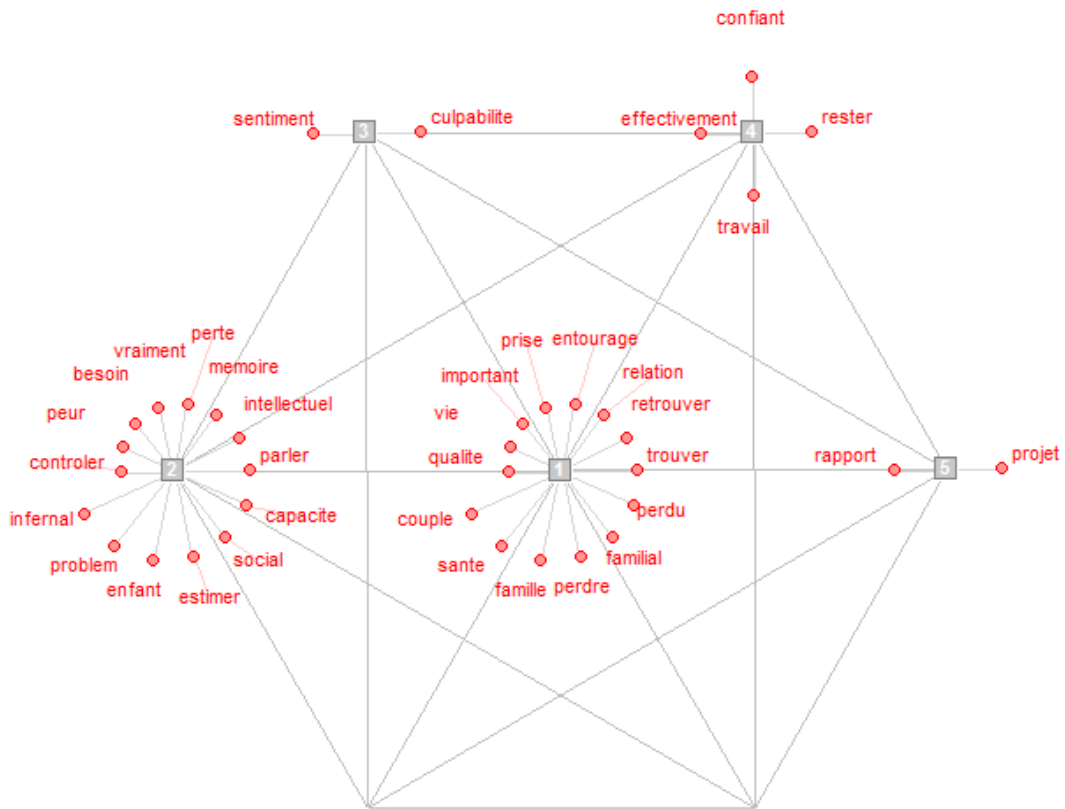 confiant
sentiment
3
culpabilite
effectivement
4
rester
travail
perte
vraiment
memoire
besoin
intellectuel
peur
controler
2
parler
infernal
capacite
problem
social
enfant
estimer
prise
entourage
important
relation
vie
retrouver
qualite
1
trouver
couple
perdu
sante
familial
famille
perdre
rapport
5
projet